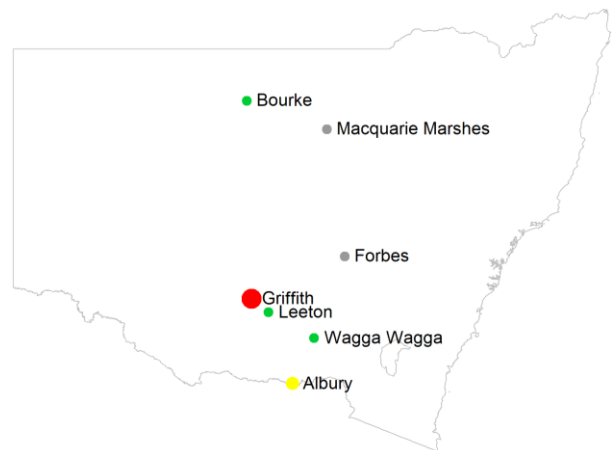 Bourke
Macquarie Marshes
Forbes
Griffith
Leeton
Wagga Wagga
Albury